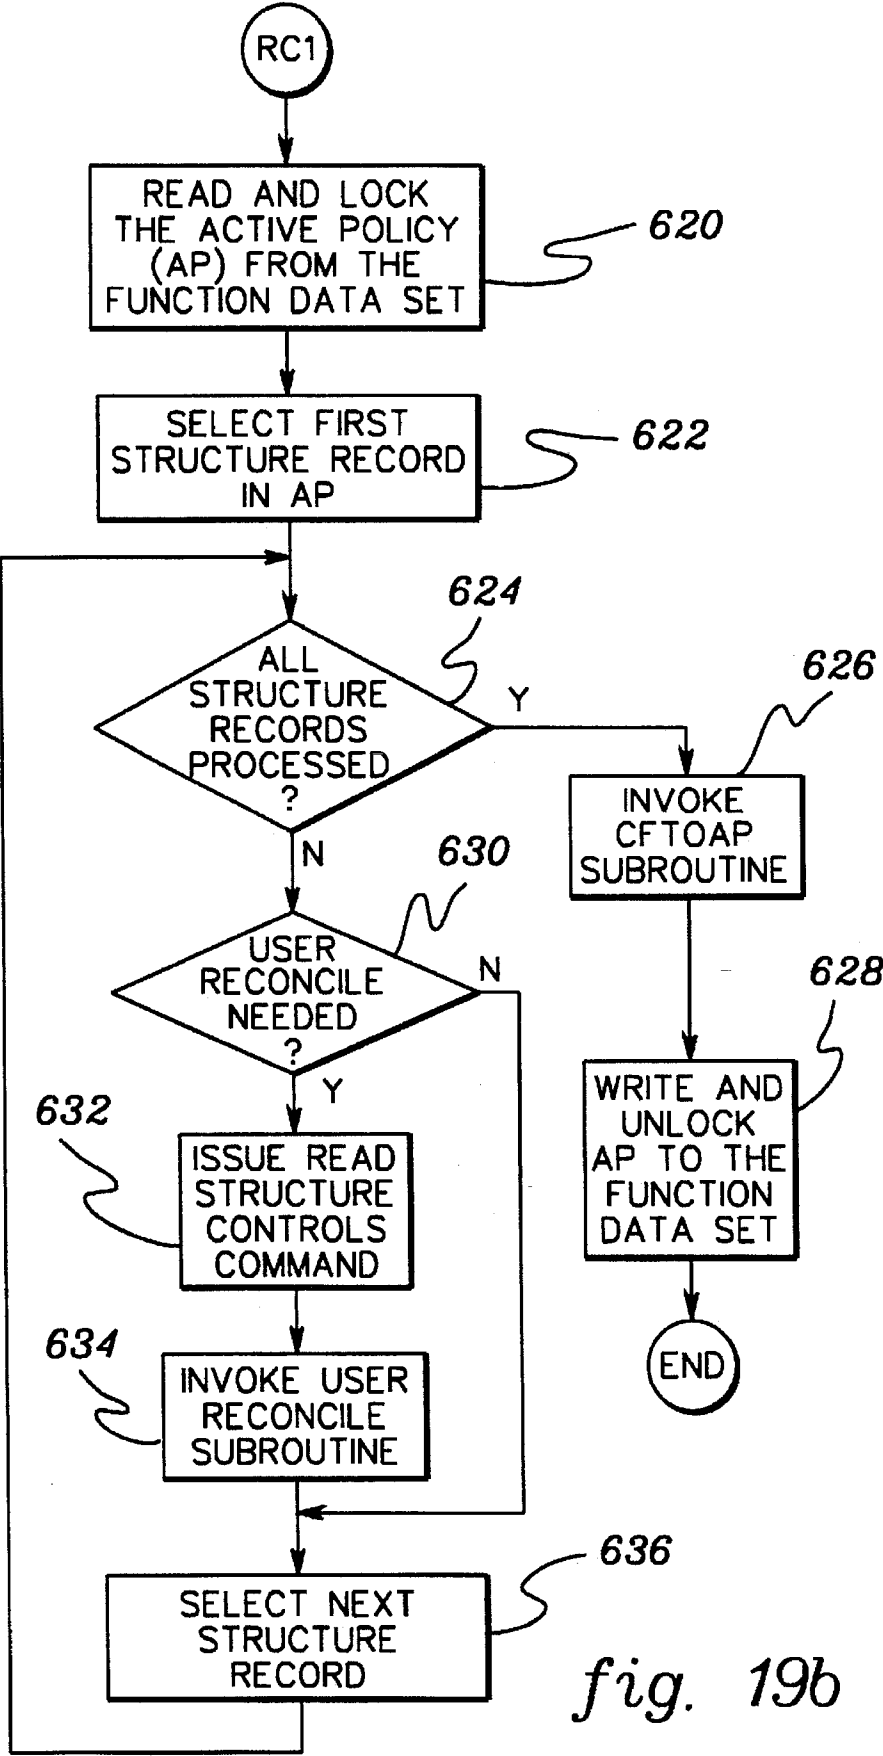 RC1
READ AND LOCK
THE ACTIVE POLICY
(AP) FROM THE
FUNCTION DATA SET
620
SELECT FIRST
STRUCTURE RECORD
IN AP
622
624
ALL
STRUCTURE
RECORDS
PROCESSED
?
Y
N
626
INVOKE
CFTOAP
SUBROUTINE
630
USER
RECONCILE
NEEDED
?
N
Y
628
WRITE AND
UNLOCK
AP TO THE
FUNCTION
DATA SET
632
ISSUE READ
STRUCTURE
CONTROLS
COMMAND
END
634
INVOKE USER
RECONCILE
SUBROUTINE
636
SELECT NEXT
STRUCTURE
RECORD
fig. 19b